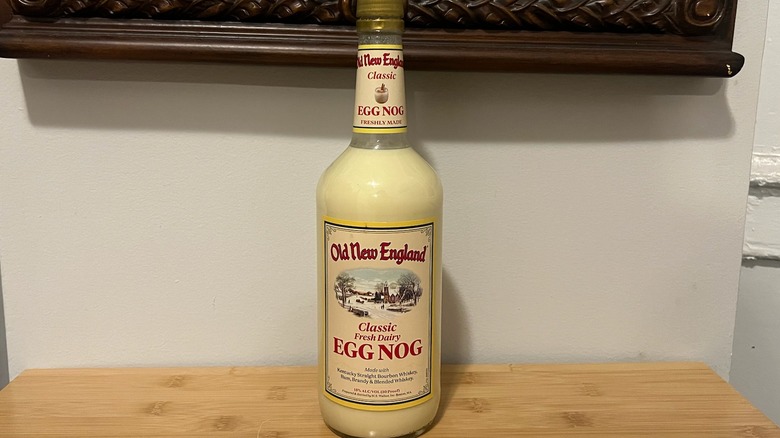 Old New England
Classic
EGG NOG
FRESHLY MADE
Old New England
Classic
Fresh Dairy
EGG NOG
Made with
Kentucky Straight Bourbon Whiskey,
Rum, Brandy & Blended Whiskey